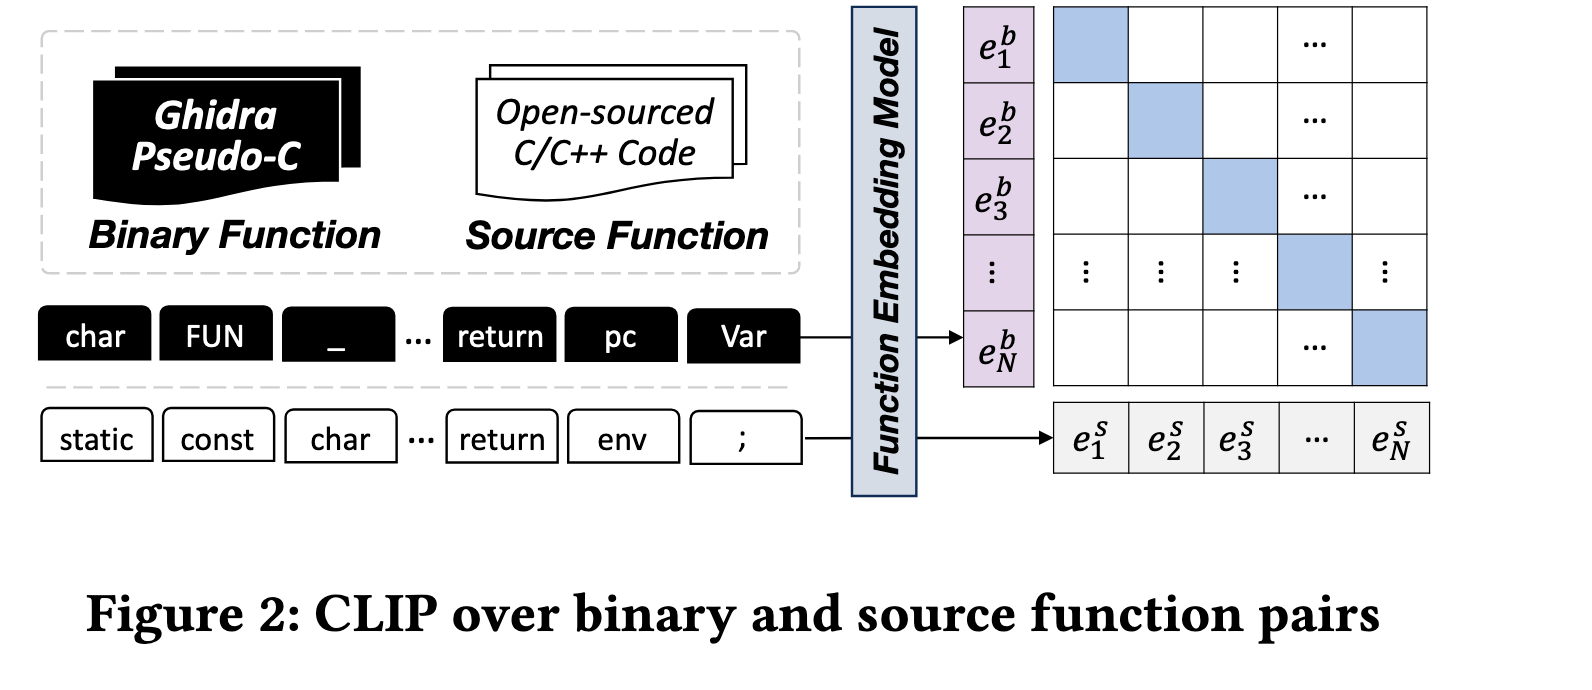 Ghidra
Pseudo-C
Binary Function
Open-sourced
C/C++ Code
Source Function
char FUN _ ... return pc Var
static const char ... return env ;
Function Embedding Model
e_1^b
e_2^b
e_3^b
⋮
e_N^b
...
...
...
⋮ ⋮ ⋮ ⋮
...
e_1^s e_2^s e_3^s ... e_N^s
Figure 2: CLIP over binary and source function pairs